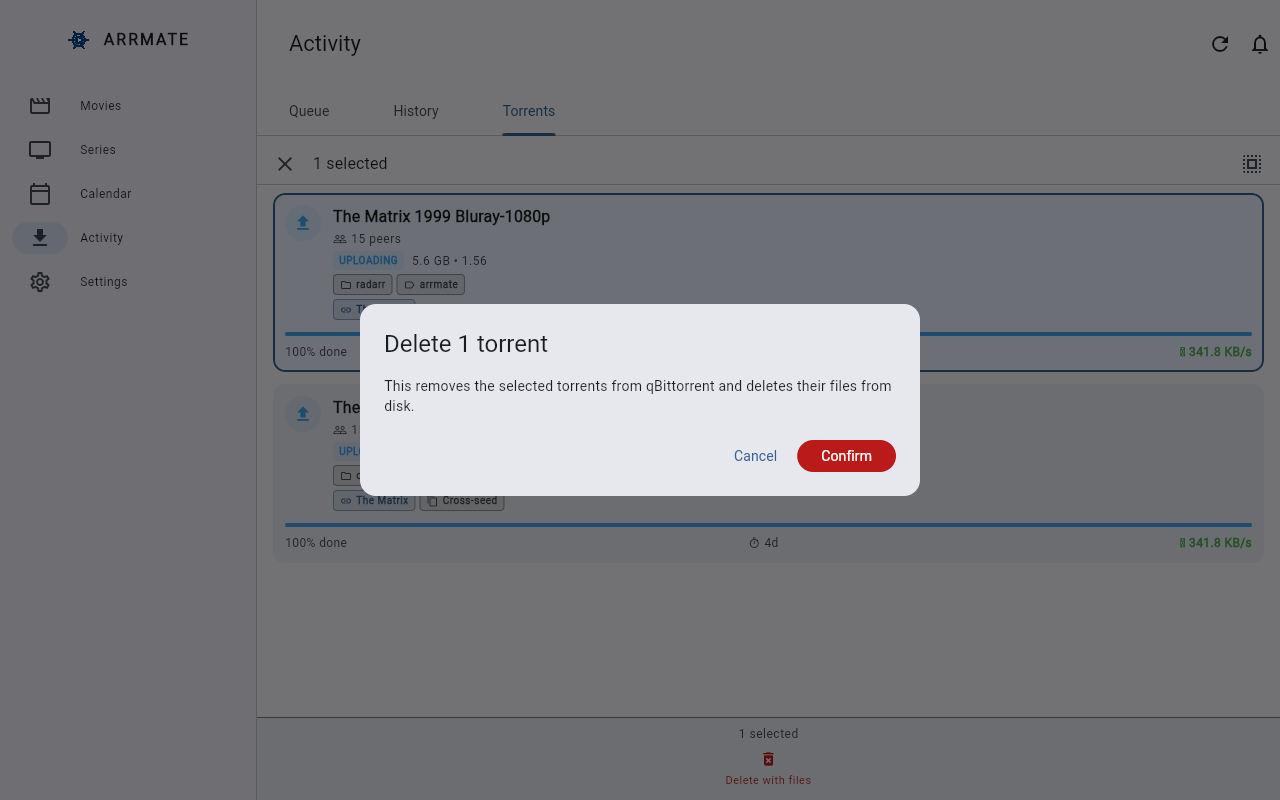 ARRMATE
Movies
Series
Calendar
Activity
Settings
Activity
Queue
History
Torrents
1 selected
The Matrix 1999 Bluray-1080p
15 peers
UPLOADING 5.6 GB • 1.56
radarr arrmate
100% done
341.8 KB/s
Delete 1 torrent
This removes the selected torrents from qBittorrent and deletes their files from
disk.
Cancel Confirm
The
The Matrix Cross-seed
100% done 4d 341.8 KB/s
1 selected
Delete with files